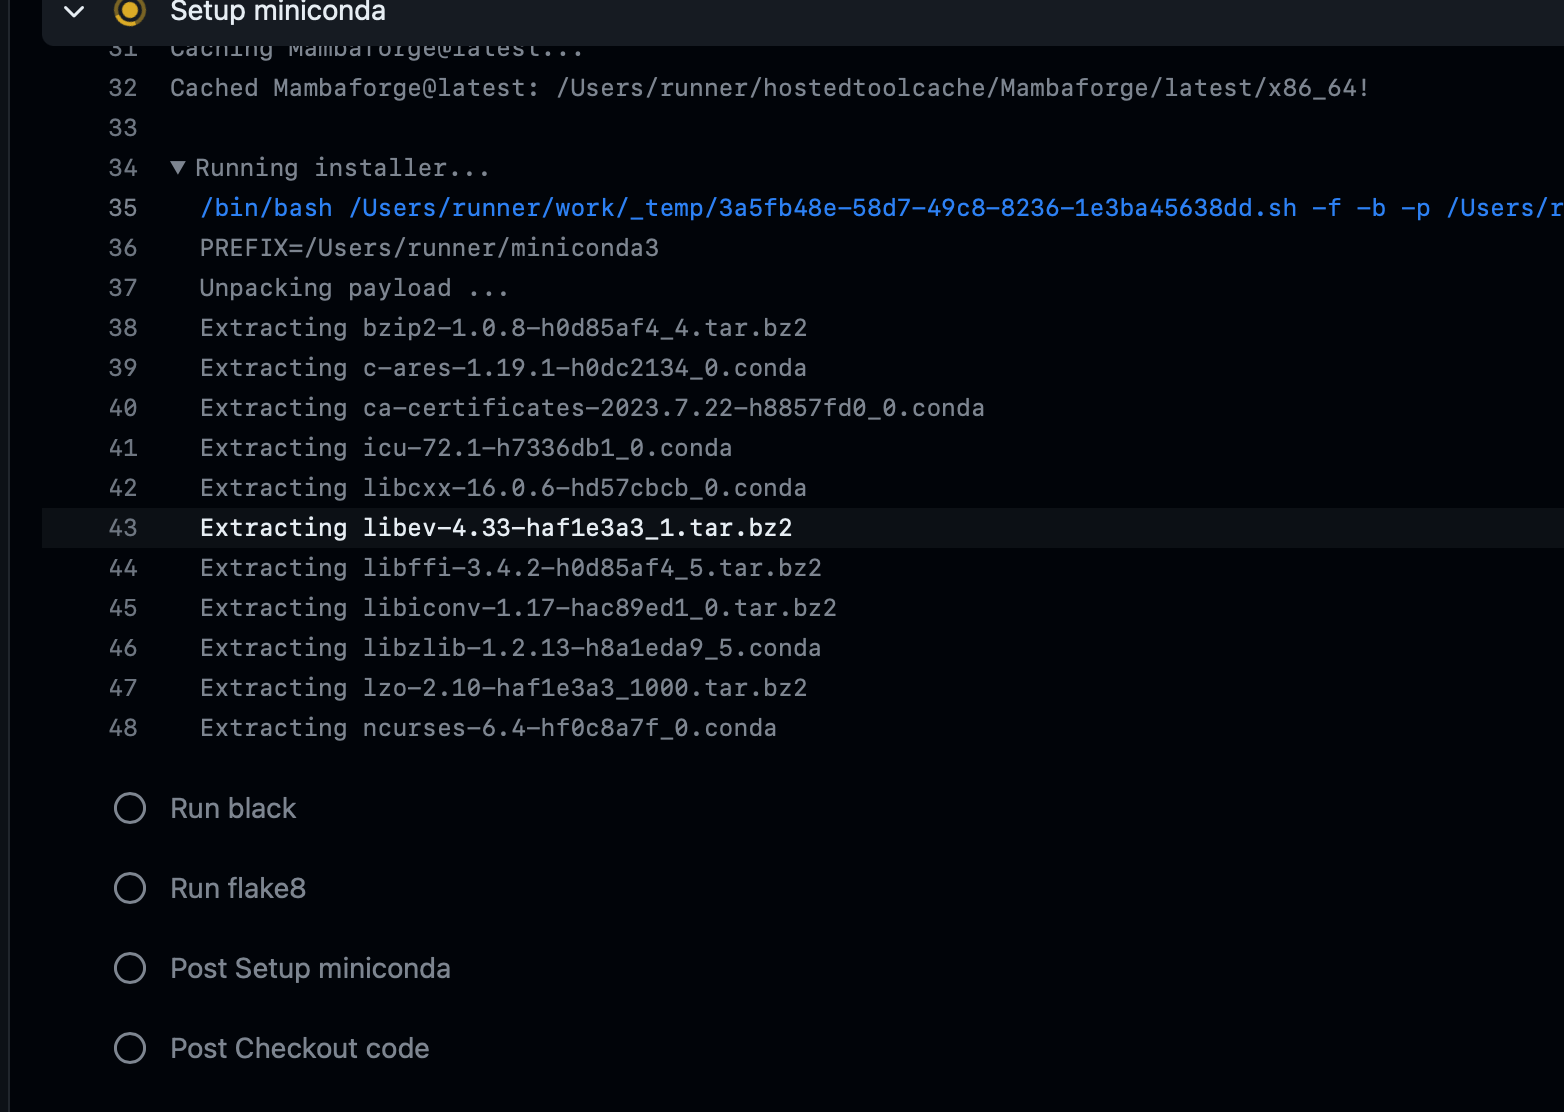 Setup miniconda
31 Caching Mambaforge@latest...
32 Cached Mambaforge@latest: /Users/runner/hostedtoolcache/Mambaforge/latest/x86_64!
33
34 ▼ Running installer...
35 /bin/bash /Users/runner/work/_temp/3a5fb48e-58d7-49c8-8236-1e3ba45638dd.sh -f -b -p /Users/r
36 PREFIX=/Users/runner/miniconda3
37 Unpacking payload ...
38 Extracting bzip2-1.0.8-h0d85af4_4.tar.bz2
39 Extracting c-ares-1.19.1-h0dc2134_0.conda
40 Extracting ca-certificates-2023.7.22-h8857fd0_0.conda
41 Extracting icu-72.1-h7336db1_0.conda
42 Extracting libcxx-16.0.6-hd57cbcb_0.conda
43 Extracting libev-4.33-haf1e3a3_1.tar.bz2
44 Extracting libffi-3.4.2-h0d85af4_5.tar.bz2
45 Extracting libiconv-1.17-hac89ed1_0.tar.bz2
46 Extracting libzlib-1.2.13-h8a1eda9_5.conda
47 Extracting lzo-2.10-haf1e3a3_1000.tar.bz2
48 Extracting ncurses-6.4-hf0c8a7f_0.conda
Run black
Run flake8
Post Setup miniconda
Post Checkout code